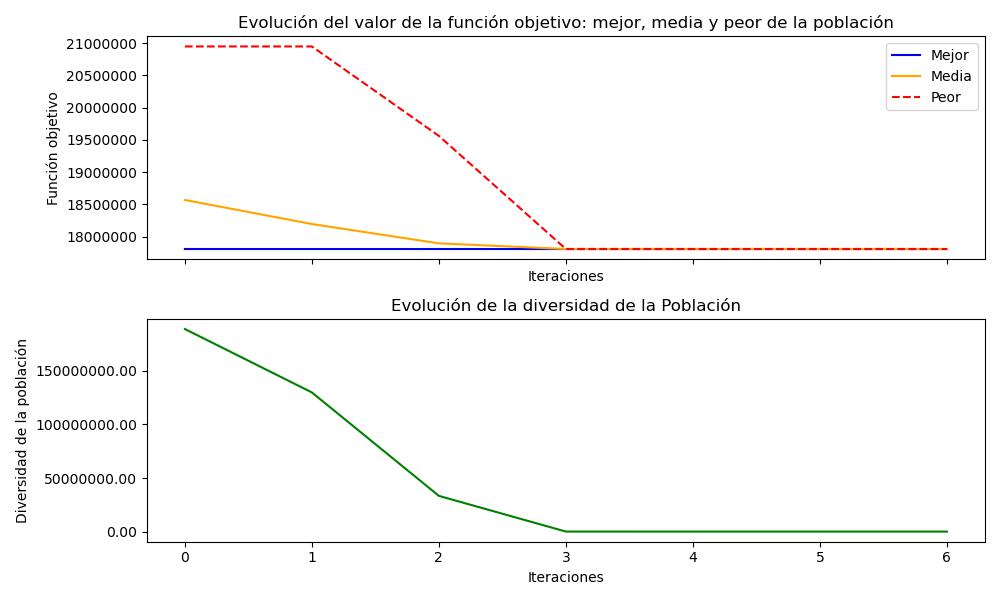 Evolución del valor de la función objetivo: mejor, media y peor de la población
21000000
20500000
20000000
19500000
19000000
18500000
18000000
Función objetivo
Mejor
Media
Peor
Iteraciones
Evolución de la diversidad de la Población
150000000.00
100000000.00
50000000.00
0.00
Diversidad de la población
0 1 2 3 4 5 6
Iteraciones